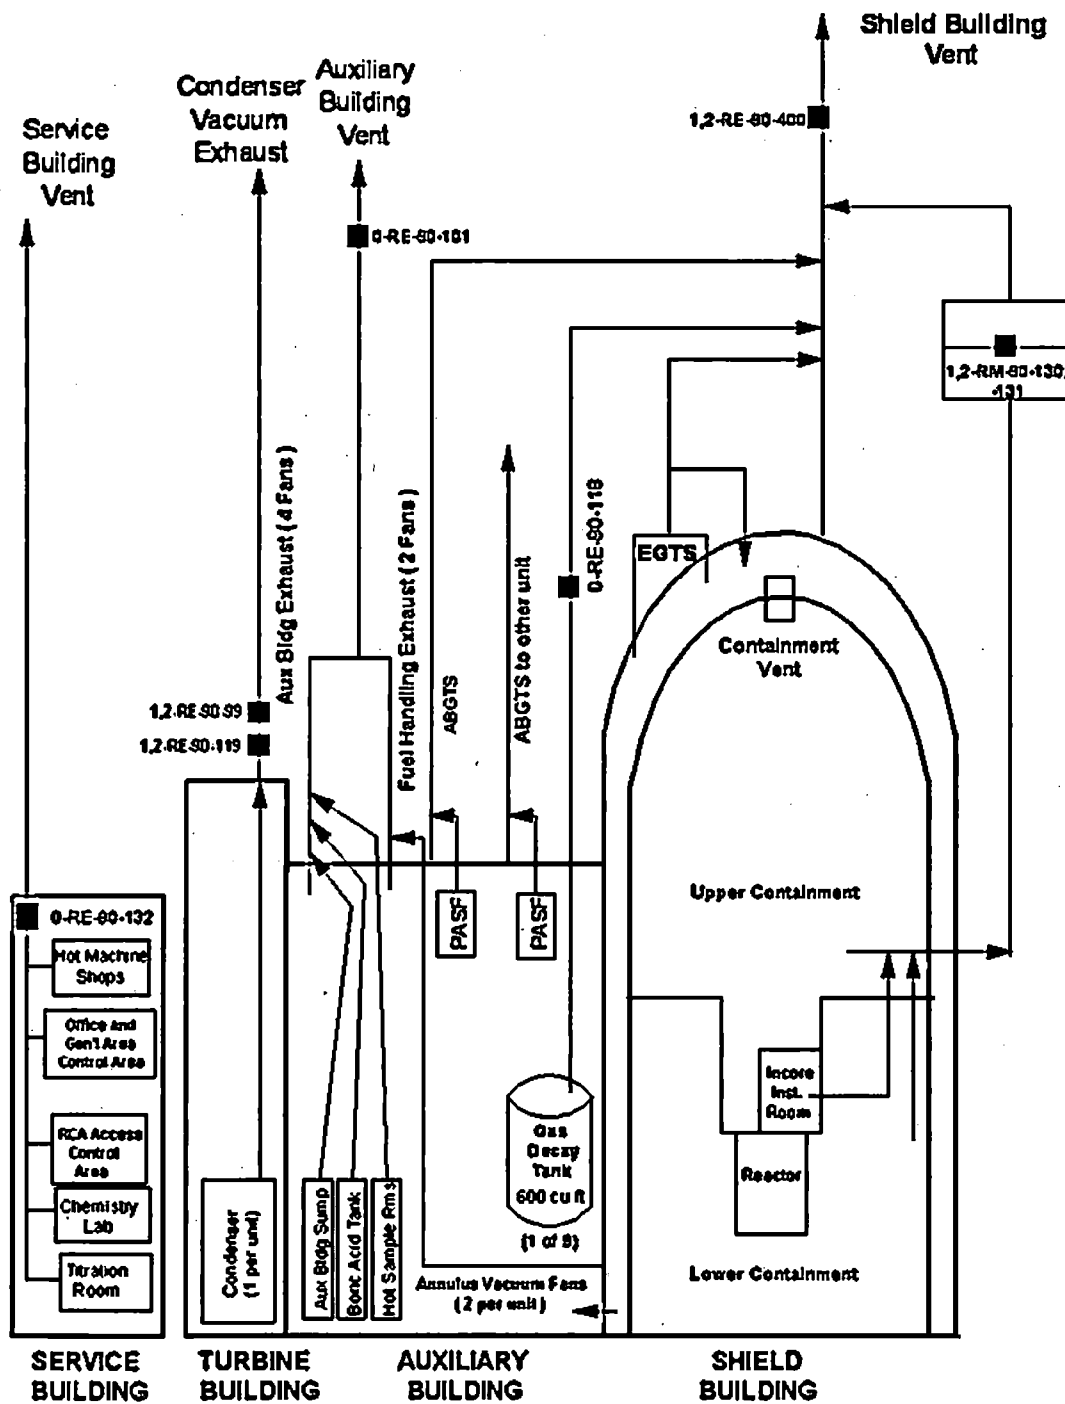 Shield Building
Vent
Auxiliary
Building
Vent
Condenser
Vacuum
Exhaust
Service
Building
Vent
1,2-RE-90-400
0-RE-90-101
1,2-RM-90-130,
-131
Aux Bldg Exhaust (4 Fans)
Fuel Handling Exhaust (2 Fans)
ABGTS
ABGTS to other unit
0-RE-90-118
EGTS
Containment
Vent
1,2-RE-90-99
1,2-RE-90-119
Upper Containment
0-RE-90-132
Hot Machine
Shops
Office and
Gen'l Area
Control Area
RCA Access
Control
Area
Chemistry
Lab
Titration
Room
Condenser
(1 per unit)
Aux Bldg Sump
Boric Acid Tank
Hot Sample Rms
PASF
PASF
Gas
Decay
Tank
600 cu ft
(1 of 9)
Annulus Vacuum Fans
(2 per unit)
Incore
Inst.
Room
Reactor
Lower Containment
SERVICE
BUILDING
TURBINE
BUILDING
AUXILIARY
BUILDING
SHIELD
BUILDING